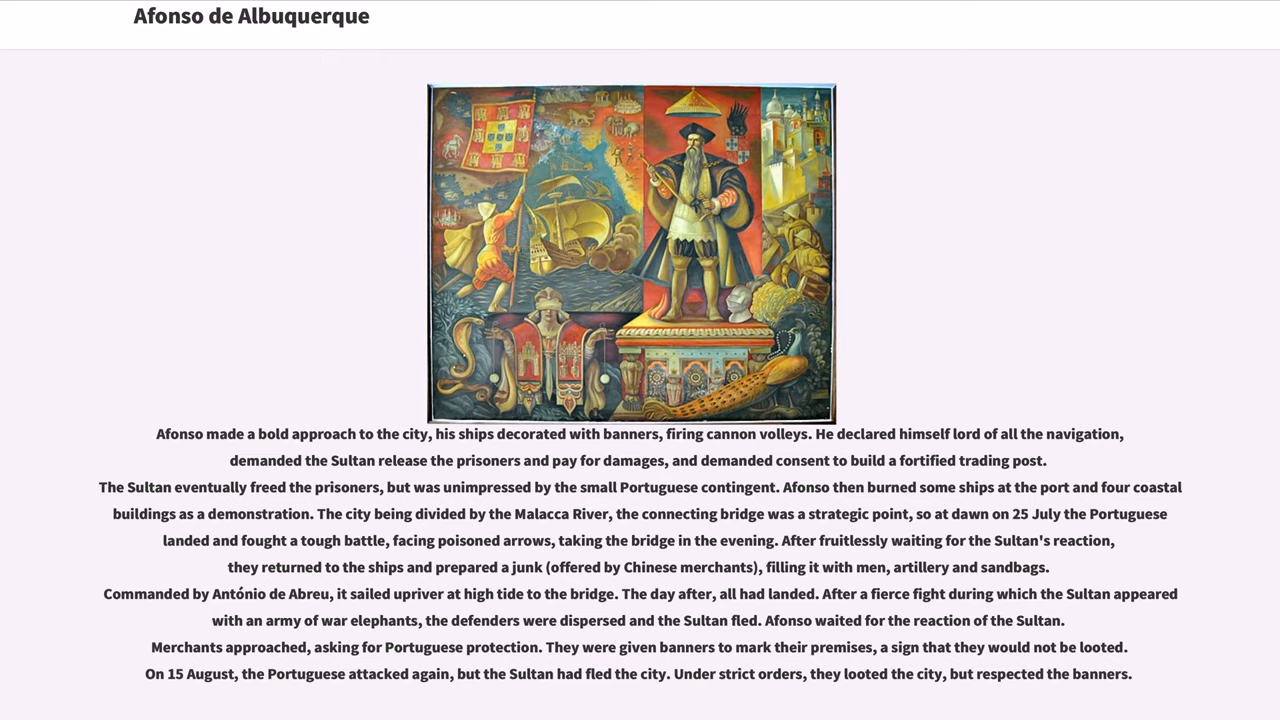 Afonso de Albuquerque
Afonso made a bold approach to the city, his ships decorated with banners, firing cannon volleys. He declared himself lord of all the navigation,
demanded the Sultan release the prisoners and pay for damages, and demanded consent to build a fortified trading post.
The Sultan eventually freed the prisoners, but was unimpressed by the small Portuguese contingent. Afonso then burned some ships at the port and four coastal
buildings as a demonstration. The city being divided by the Malacca River, the connecting bridge was a strategic point, so at dawn on 25 July the Portuguese
landed and fought a tough battle, facing poisoned arrows, taking the bridge in the evening. After fruitlessly waiting for the Sultan's reaction,
they returned to the ships and prepared a junk (offered by Chinese merchants), filling it with men, artillery and sandbags.
Commanded by António de Abreu, it sailed upriver at high tide to the bridge. The day after, all had landed. After a fierce fight during which the Sultan appeared
with an army of war elephants, the defenders were dispersed and the Sultan fled. Afonso waited for the reaction of the Sultan.
Merchants approached, asking for Portuguese protection. They were given banners to mark their premises, a sign that they would not be looted.
On 15 August, the Portuguese attacked again, but the Sultan had fled the city. Under strict orders, they looted the city, but respected the banners.